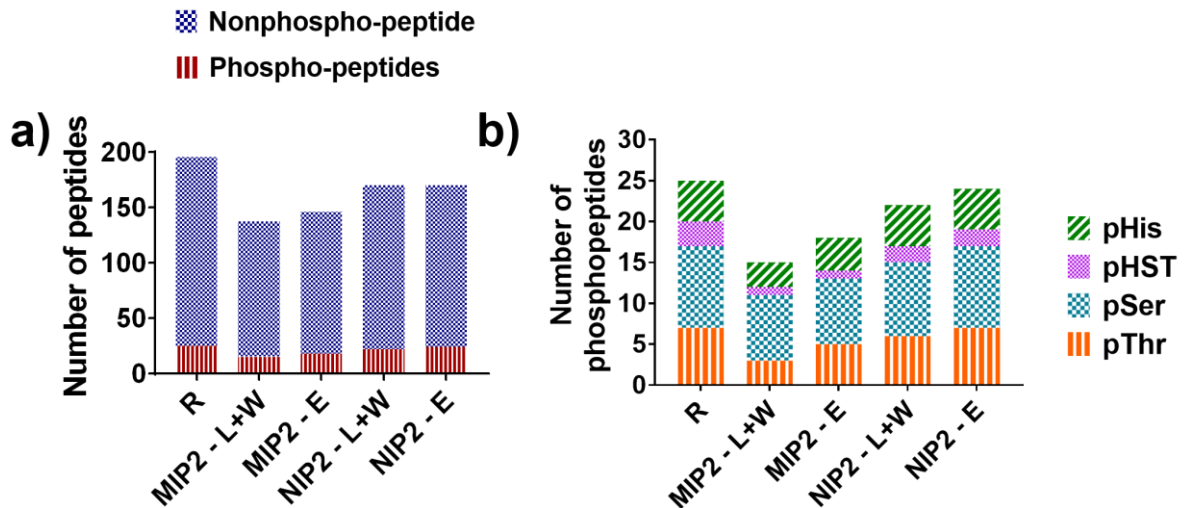 Nonphospho-peptide
Phospho-peptides
a)
Number of peptides
200
150
100
50
0
R
MIP2 - L+W
MIP2 - E
NIP2 - L+W
NIP2 - E
b)
Number of
phosphopeptides
30
25
20
15
10
5
0
R
MIP2 - L+W
MIP2 - E
NIP2 - L+W
NIP2 - E
pHis
pHST
pSer
pThr